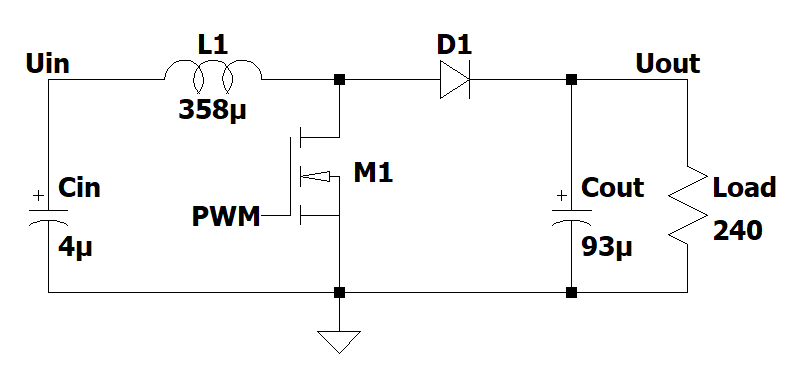 L1
D1
Uin
Uout
358µ
M1
Cin
Cout
Load
PWM
240
4µ
93µ